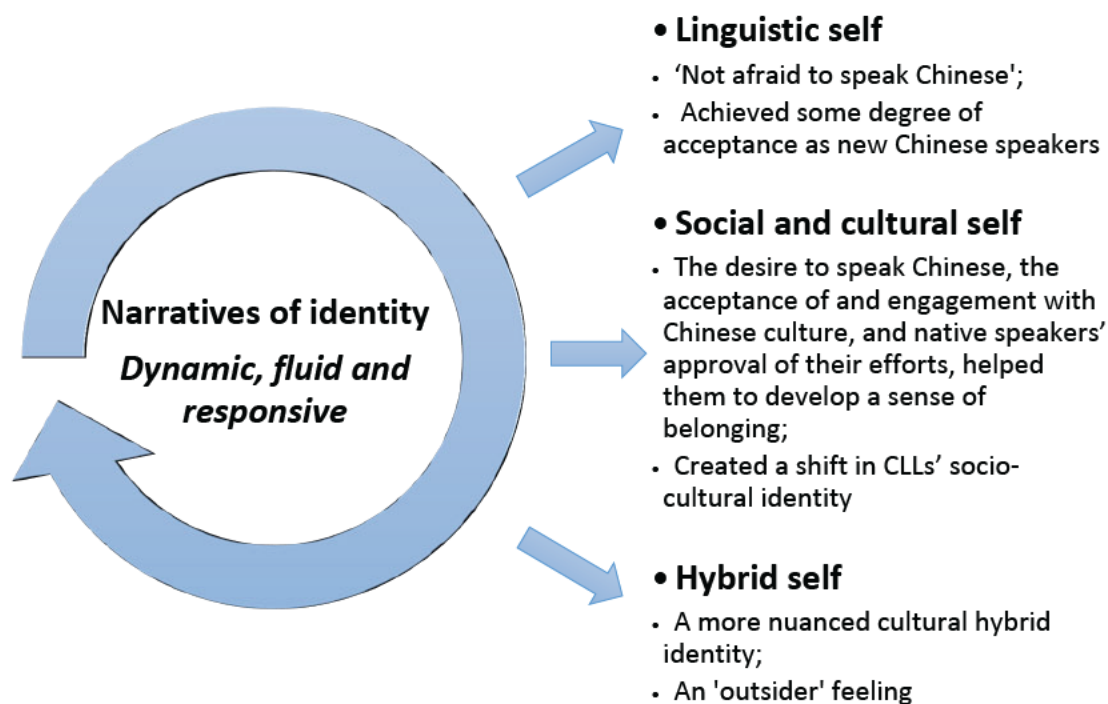 Narratives of identity
Dynamic, fluid and
responsive
• Linguistic self
• ‘Not afraid to speak Chinese';
• Achieved some degree of
acceptance as new Chinese speakers
• Social and cultural self
• The desire to speak Chinese, the
acceptance of and engagement with
Chinese culture, and native speakers’
approval of their efforts, helped
them to develop a sense of
belonging;
• Created a shift in CLLs’ socio-
cultural identity
• Hybrid self
• A more nuanced cultural hybrid
identity;
• An 'outsider' feeling